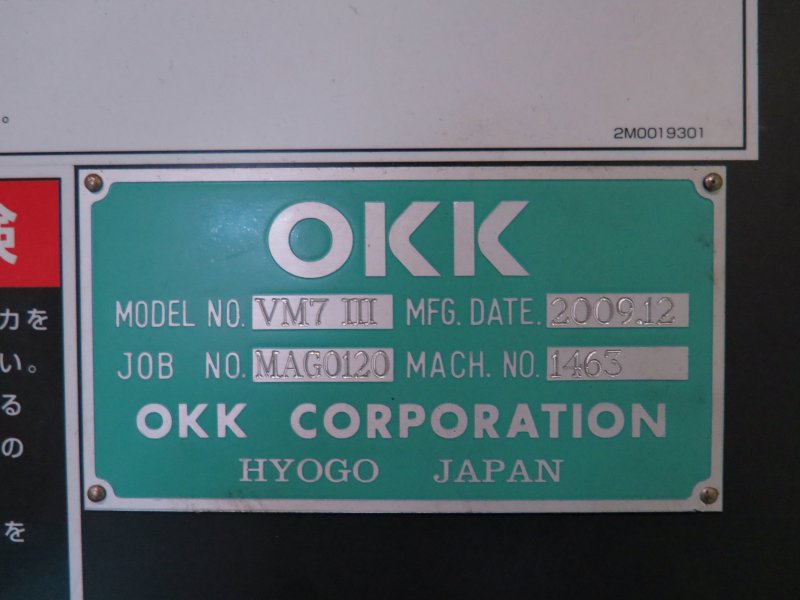 。
2M0019301
険
力を
い。
る
の
を
OKK
MODEL NO. VM7 III MFG. DATE. 2009.12
JOB NO. MAG0120 MACH. NO. 1463
OKK CORPORATION
HYOGO JAPAN